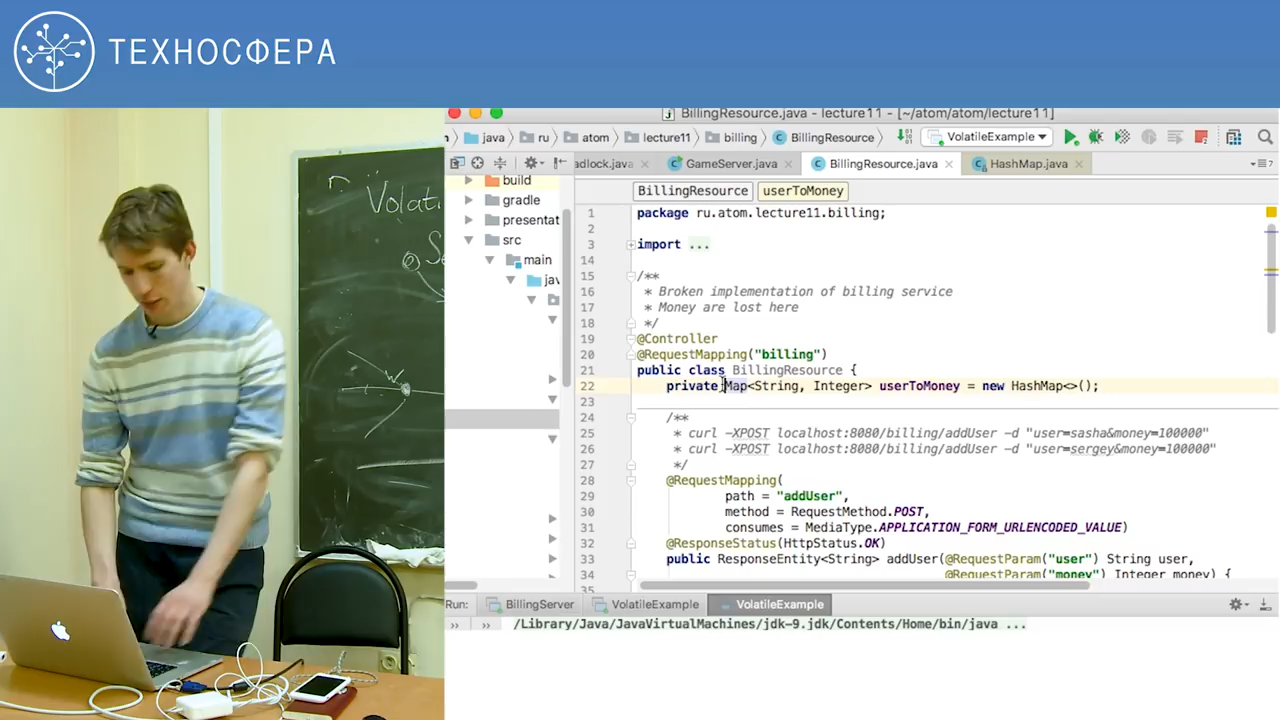 ТЕХНОСФЕРА
BillingResource.java - lecture11 - [~/atom/atom/lecture11]
java ru atom lecture11 billing BillingResource VolatileExample
adlock.java GameServer.java BillingResource.java HashMap.java
build
gradle
presentat
src
main
jav
BillingResource userToMoney
1 package ru.atom.lecture11.billing;
2
3 import ...
14
15 /**
16 * Broken implementation of billing service
17 * Money are lost here
18 */
19 @Controller
20 @RequestMapping("billing")
21 public class BillingResource {
22 private Map<String, Integer> userToMoney = new HashMap<>();
23
24 /**
25 * curl -XPOST localhost:8080/billing/addUser -d "user=sasha&money=100000"
26 * curl -XPOST localhost:8080/billing/addUser -d "user=sergey&money=100000"
27 */
28 @RequestMapping(
29 path = "addUser",
30 method = RequestMethod.POST,
31 consumes = MediaType.APPLICATION_FORM_URLENCODED_VALUE)
32 @ResponseStatus(HttpStatus.OK)
33 public ResponseEntity<String> addUser(@RequestParam("user") String user,
34 @RequestParam("money") Integer money) {
35
Run: BillingServer VolatileExample VolatileExample
/Library/Java/JavaVirtualMachines/jdk-9.jdk/Contents/Home/bin/java ...
Volati